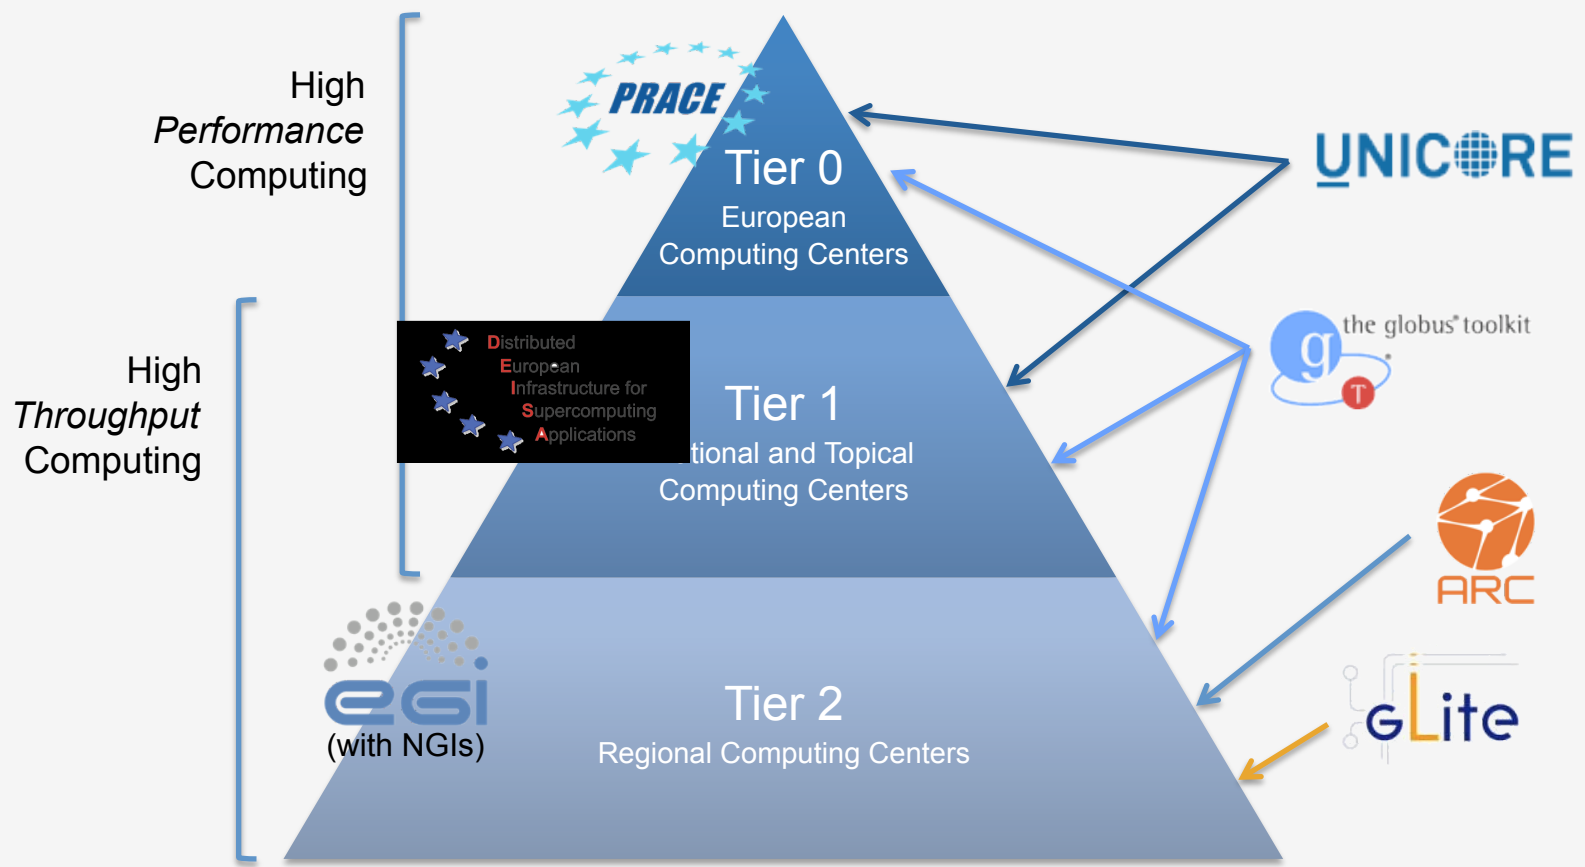 High
Performance
Computing
High
Throughput
Computing
PRACE
Tier 0
European
Computing Centers
Distributed
European
Infrastructure for
Supercomputing
Applications
Tier 1
tional and Topical
Computing Centers
egi
(with NGIs)
Tier 2
Regional Computing Centers
UNICORE
g the globus® toolkit
T
ARC
gLite